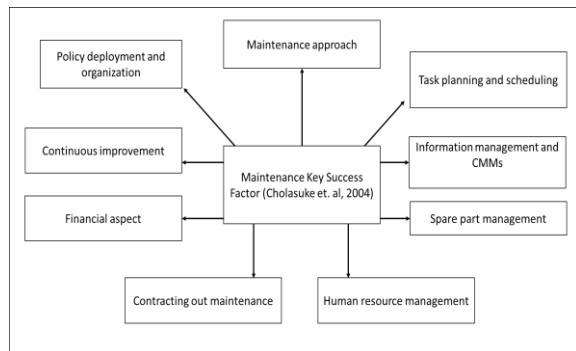 Maintenance approach
Policy deployment and
organization
Task planning and scheduling
Continuous improvement
Information management and
CMMs
Maintenance Key Success
Factor (Cholasuke et. al, 2004)
Financial aspect
Spare part management
Contracting out maintenance
Human resource management